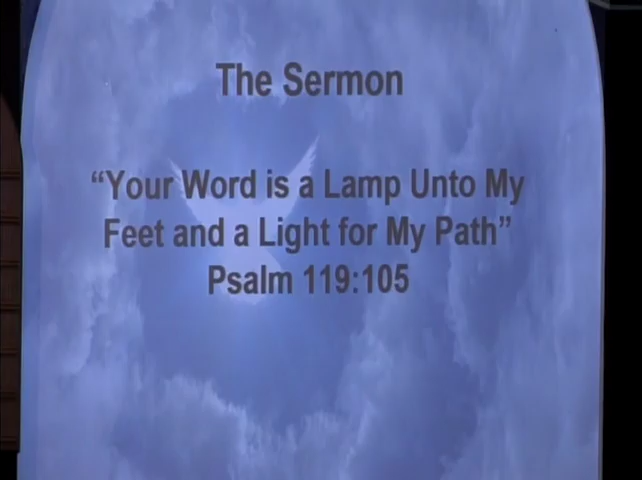 The Sermon
“Your Word is a Lamp Unto My
Feet and a Light for My Path”
Psalm 119:105